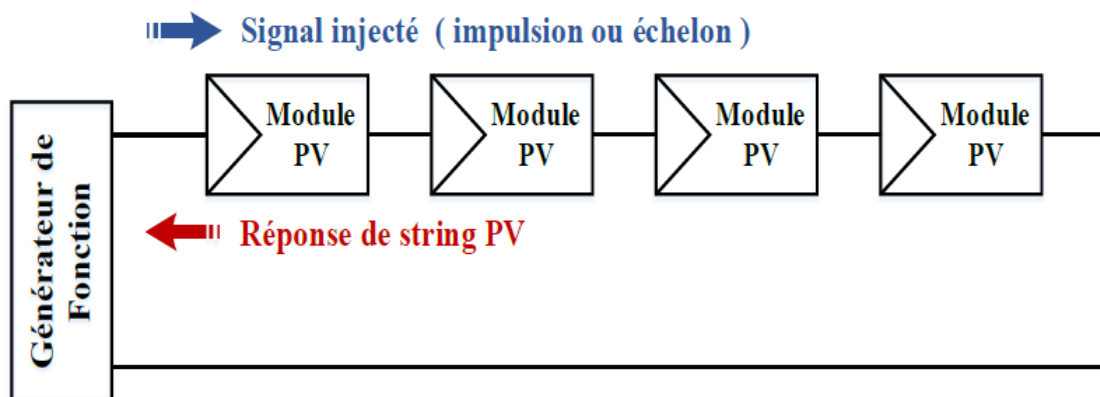 Signal injecté ( impulsion ou échelon )
Module
PV
Module
PV
Module
PV
Module
PV
Réponse de string PV
Générateur de
Fonction